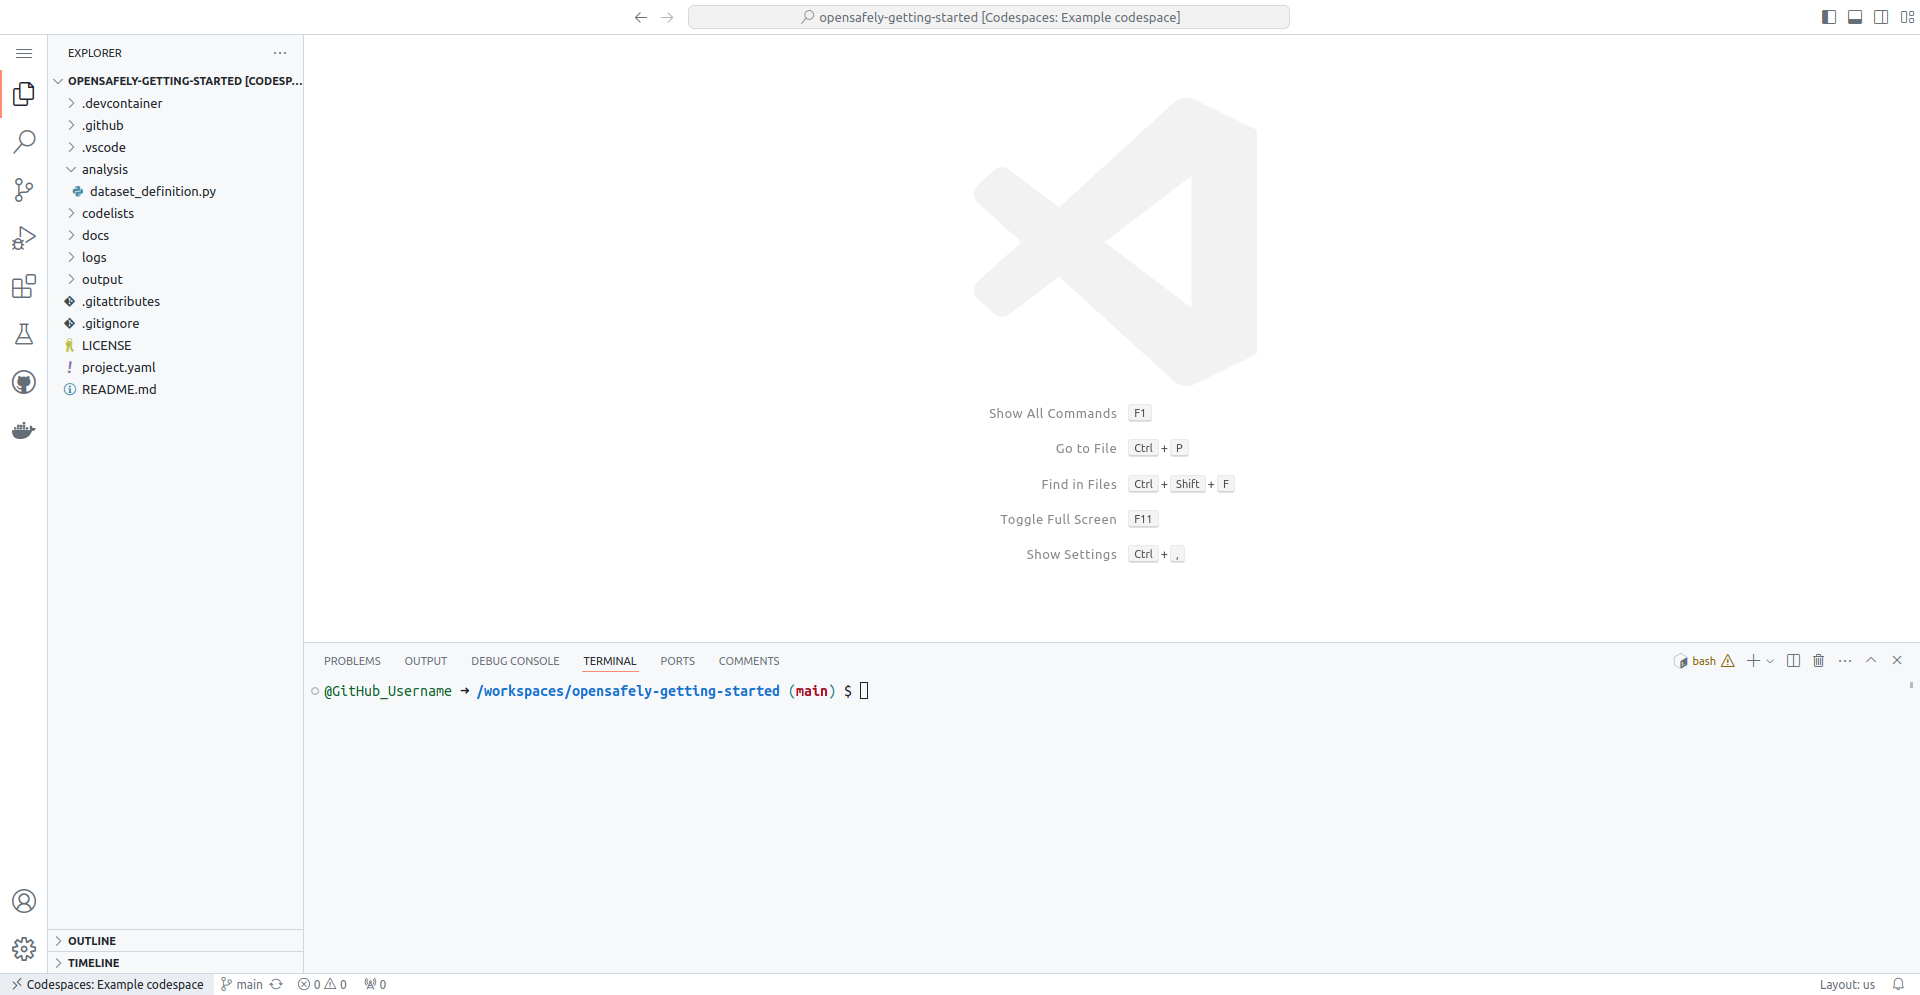 opensafely-getting-started [Codespaces: Example codespace]
EXPLORER
OPENSAFELY-GETTING-STARTED [CODESP...
.devcontainer
.github
.vscode
analysis
dataset_definition.py
codelists
docs
logs
output
.gitattributes
.gitignore
LICENSE
project.yaml
README.md
OUTLINE
TIMELINE
Show All Commands F1
Go to File Ctrl + P
Find in Files Ctrl + Shift + F
Toggle Full Screen F11
Show Settings Ctrl + ,
PROBLEMS OUTPUT DEBUG CONSOLE TERMINAL PORTS COMMENTS bash
@GitHub_Username ➜ /workspaces/opensafely-getting-started (main) $
Codespaces: Example codespace main 0 0 0 Layout: us